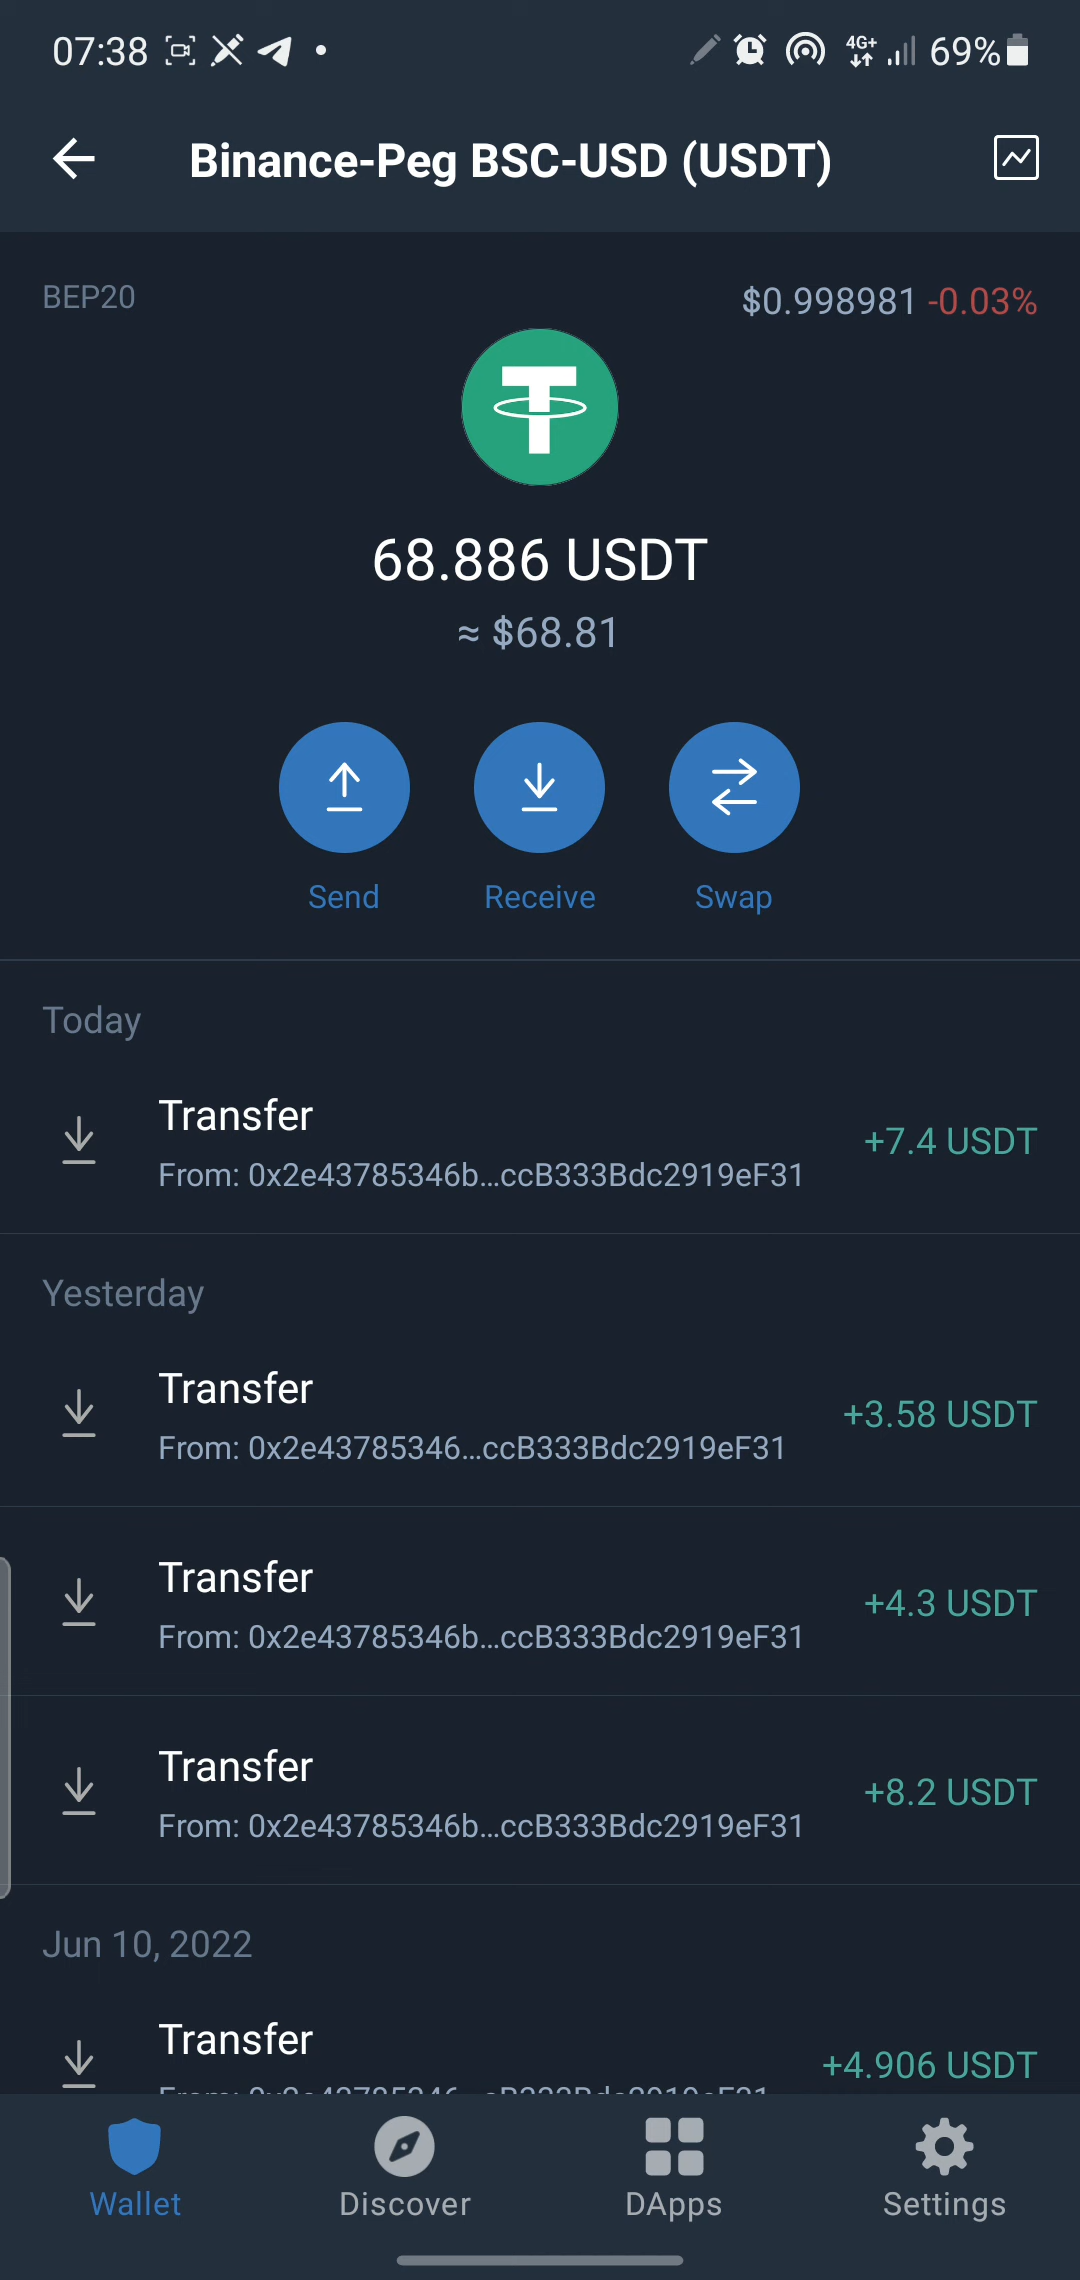 07:38
4G+ 69%
Binance-Peg BSC-USD (USDT)
BEP20
$0.998981 -0.03%
68.886 USDT
≈ $68.81
Send
Receive
Swap
Today
Transfer
+7.4 USDT
From: 0x2e43785346b...ccB333Bdc2919eF31
Yesterday
Transfer
+3.58 USDT
From: 0x2e43785346...ccB333Bdc2919eF31
Transfer
+4.3 USDT
From: 0x2e43785346b...ccB333Bdc2919eF31
Transfer
+8.2 USDT
From: 0x2e43785346b...ccB333Bdc2919eF31
Jun 10, 2022
Transfer
+4.906 USDT
Wallet
Discover
DApps
Settings